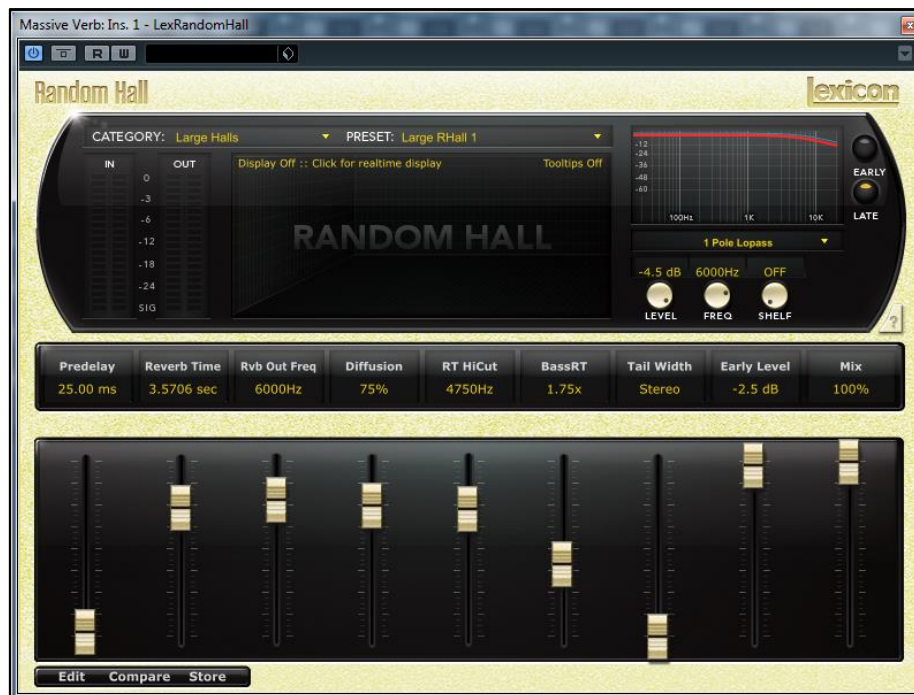 Massive Verb: Ins. 1 - LexRandomHall
R W
Random Hall
lexicon
CATEGORY: Large Halls PRESET: Large RHall 1
IN OUT
0
-3
-6
-12
-18
-24
SIG
Display Off :: Click for realtime display Tooltips Off
RANDOM HALL
-12
-24
-36
-48
-60
100Hz 1K 10K
EARLY
LATE
1 Pole Lopass
-4.5 dB 6000Hz OFF
LEVEL FREQ SHELF
?
Predelay Reverb Time Rvb Out Freq Diffusion RT HiCut BassRT Tail Width Early Level Mix
25.00 ms 3.5706 sec 6000Hz 75% 4750Hz 1.75x Stereo -2.5 dB 100%
Edit Compare Store